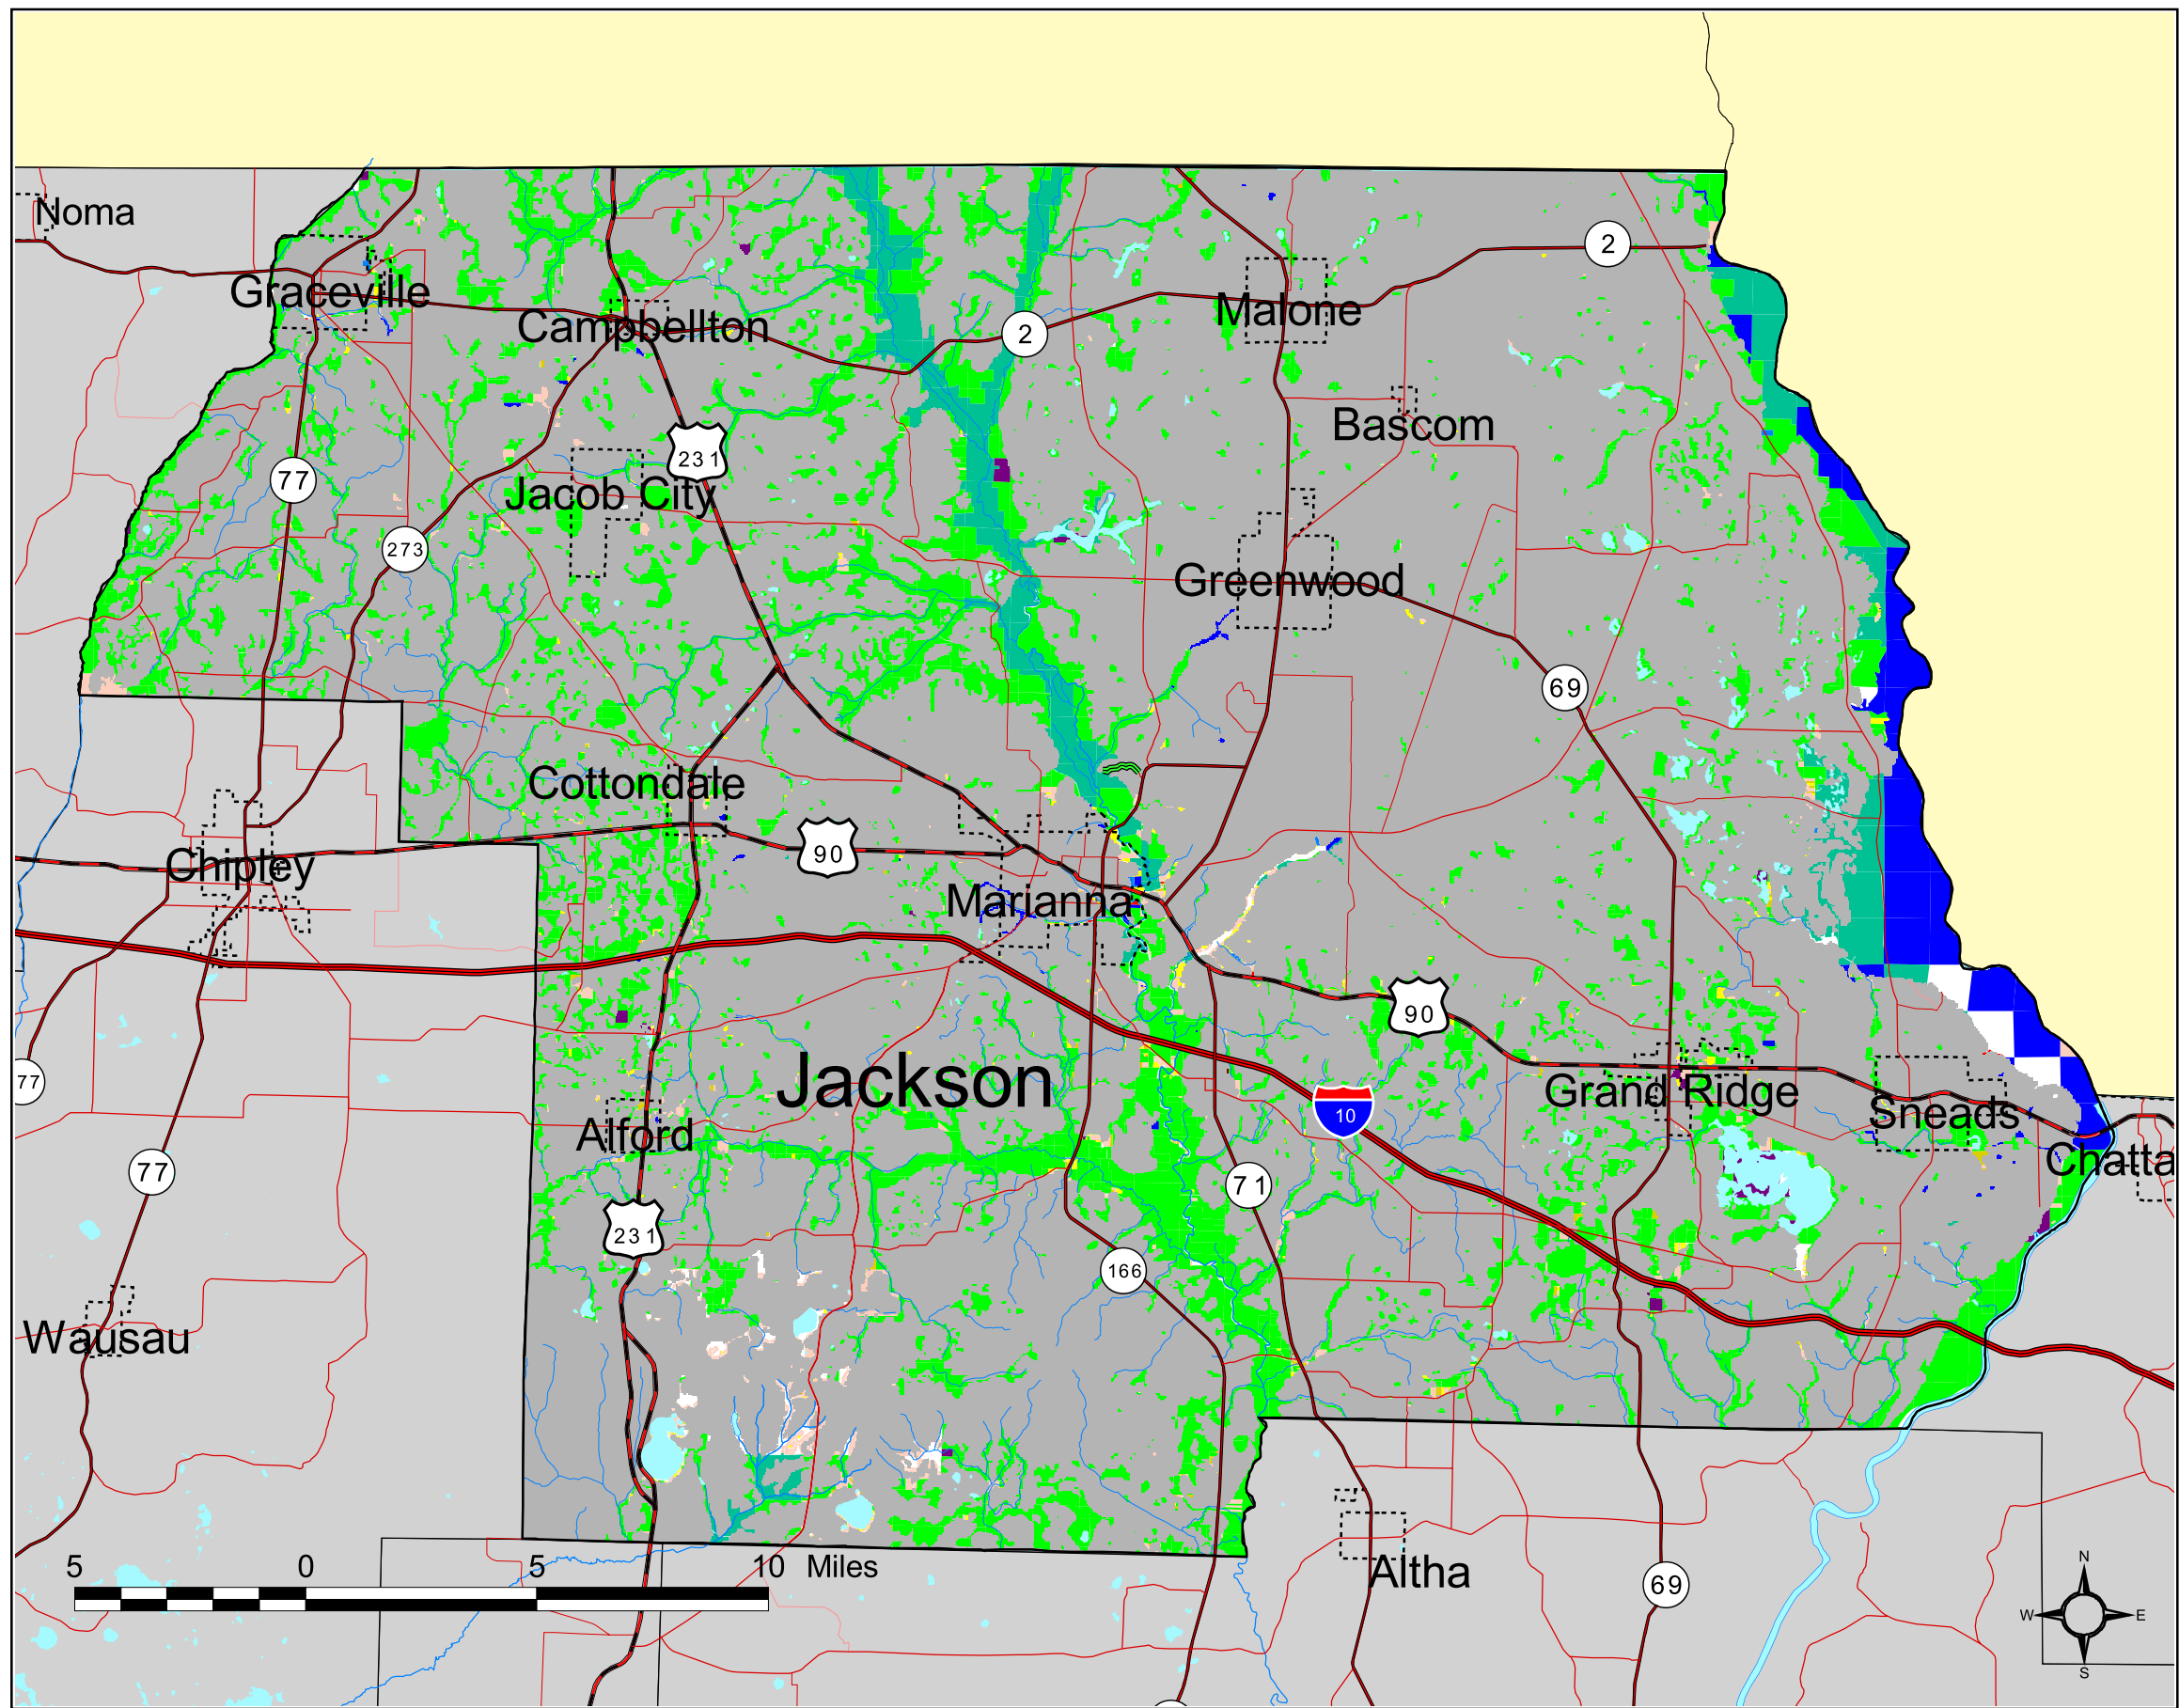 Noma
2
Graceville
Malone
Campbellton
2
Bascom
231
77
Jacob City
273
Greenwood
69
Cottondale
90
Chipley
Marianna
90
Jackson
77
Grand Ridge
10
Sneads
Alford
Chatta
77
71
231
166
Wausau
5 0 5 10 Miles
Altha
69
N
W E
S